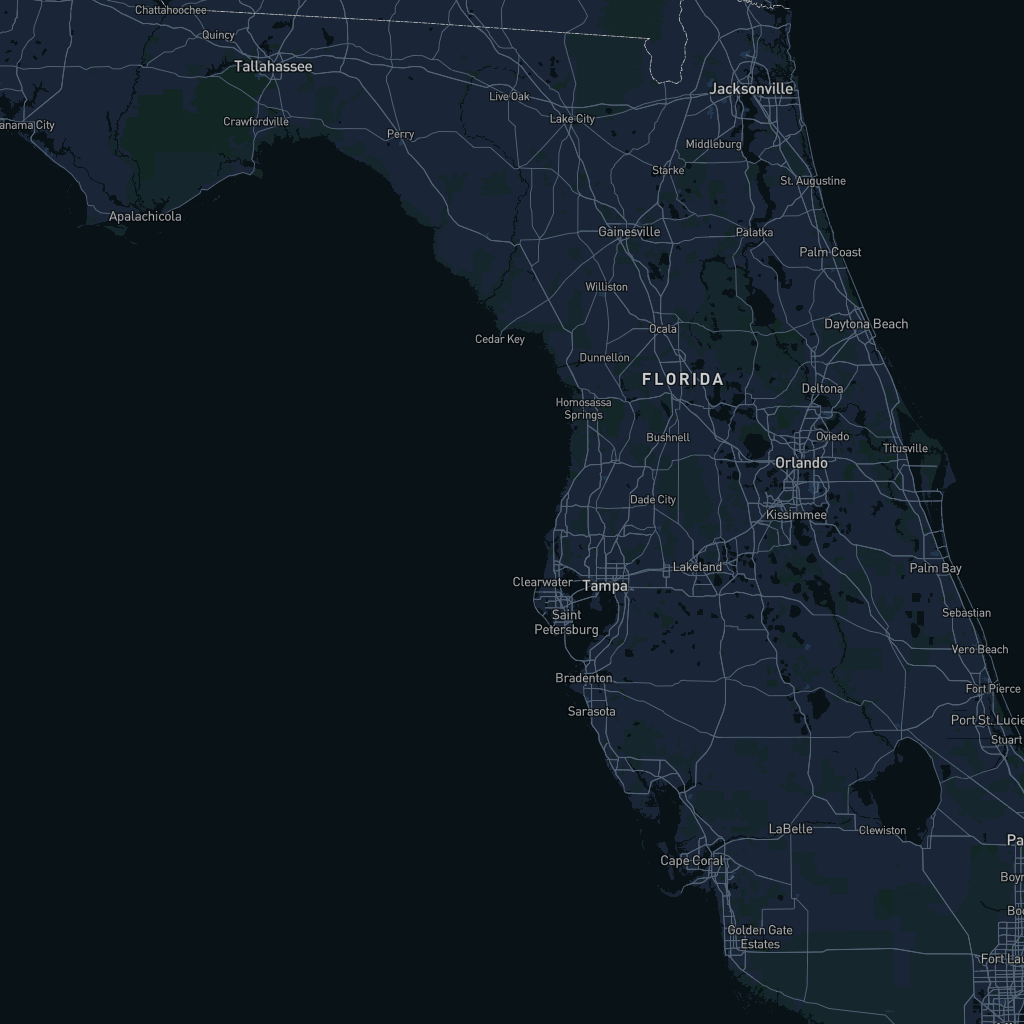 Chattahoochee
Quincy
Tallahassee
Jacksonville
Live Oak
Lake City
Crawfordville
anama City
Perry
Middleburg
Starke
St. Augustine
Apalachicola
Gainesville
Palatka
Palm Coast
Williston
Daytona Beach
Ocala
Cedar Key
Dunnellon
FLORIDA
Deltona
Homosassa
Springs
Bushnell
Oviedo
Titusville
Orlando
Dade City
Kissimmee
Lakeland
Palm Bay
Clearwater
Tampa
Saint
Petersburg
Sebastian
Vero Beach
Bradenton
Fort Pierce
Sarasota
Port St. Lucie
Stuart
LaBelle
Clewiston
Pa
Cape Coral
Boyn
Boc
Golden Gate
Estates
Fort Lau